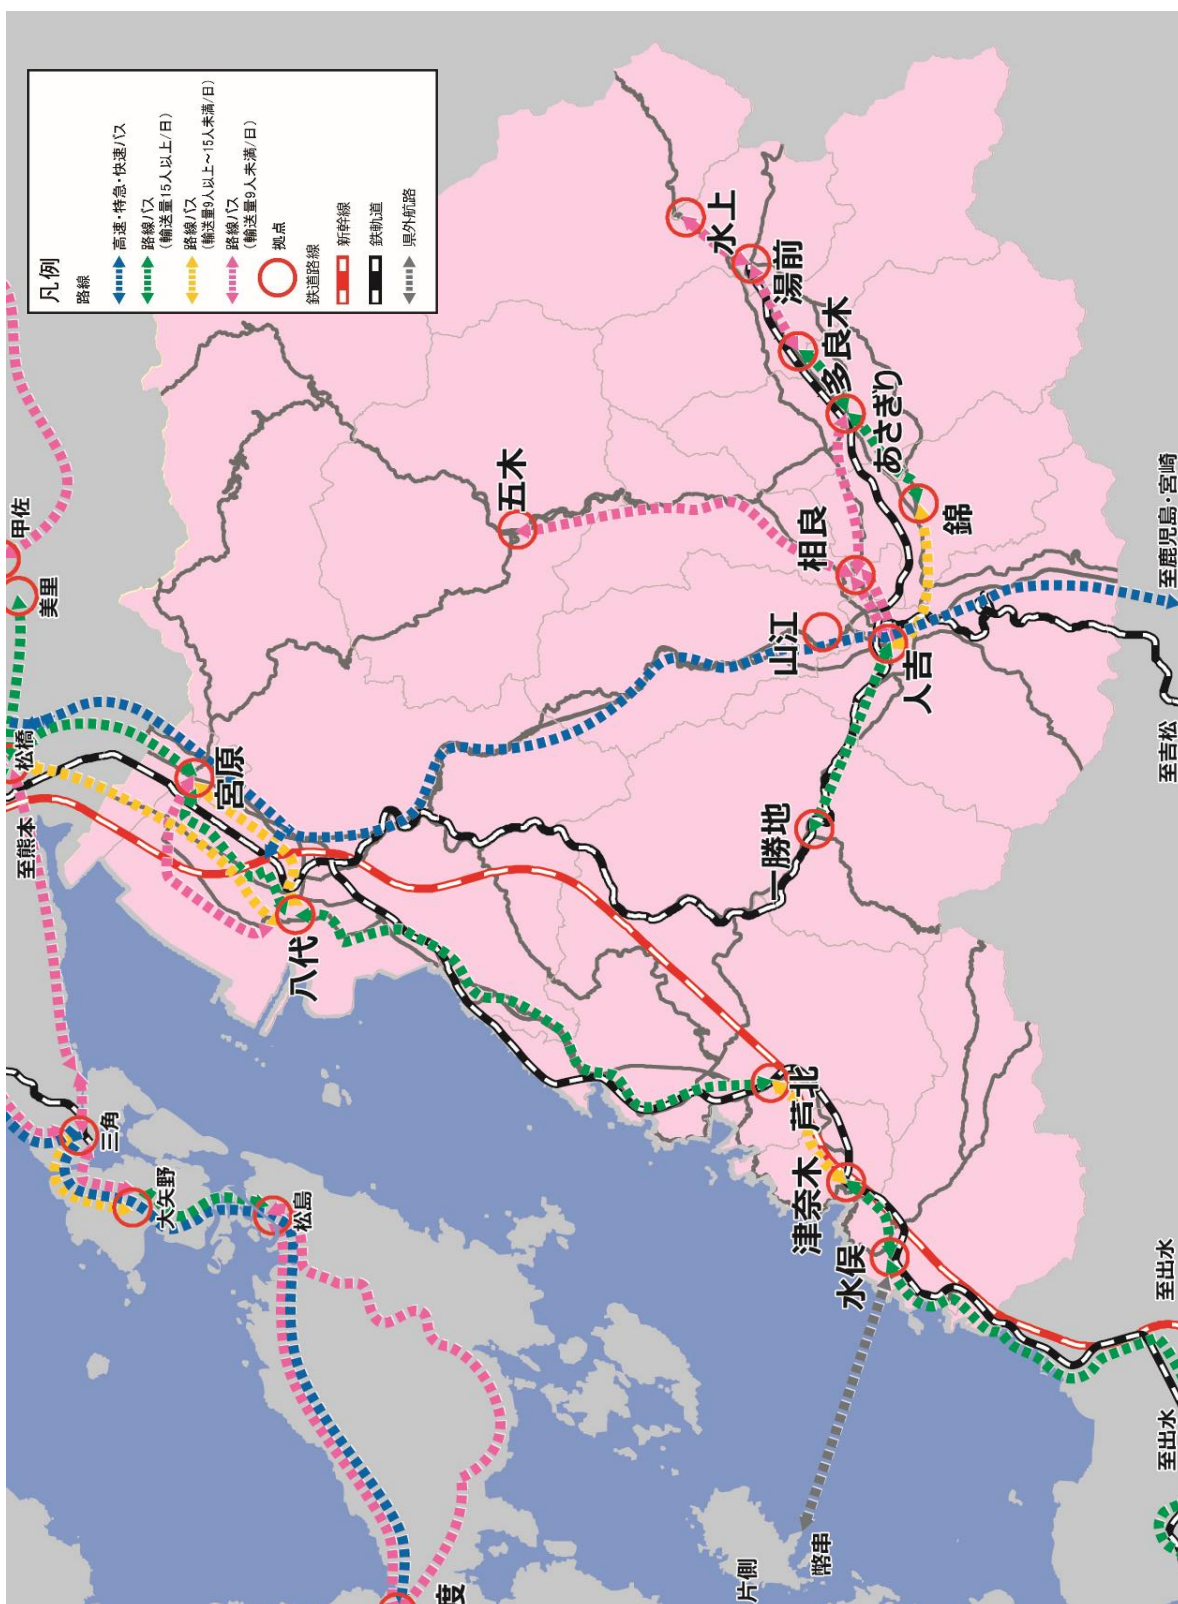 凡例
路線
高速・特急・快速バス
路線バス
(輸送量15人以上/日)
路線バス
(輸送量9人以上~15人未満/日)
路線バス
(輸送量9人未満/日)
拠点
鉄道路線
新幹線
鉄軌道
県外航路
甲佐
美里
松橋
至熊本
宮原
八代
三角
大矢野
松島
度
五木
水上
湯前
多良木
あさぎり
錦
相良
山江
人吉
一勝地
芦北
津奈木
水俣
片側
幣串
至鹿児島・宮崎
至吉松
至出水
至出水